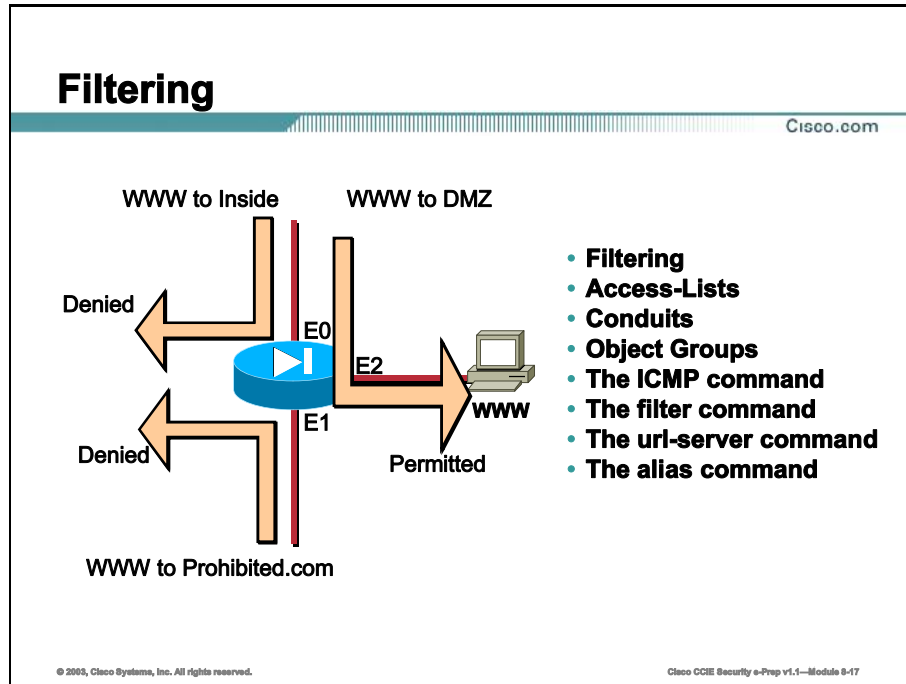 Filtering
Cisco.com
WWW to Inside
WWW to DMZ
Denied
E0
E2
www
E1
Denied
Permitted
WWW to Prohibited.com
• Filtering
• Access-Lists
• Conduits
• Object Groups
• The ICMP command
• The filter command
• The url-server command
• The alias command
© 2003, Cisco Systems, Inc. All rights reserved.
Cisco CCIE Security e-Prep v1.1—Module 8-17